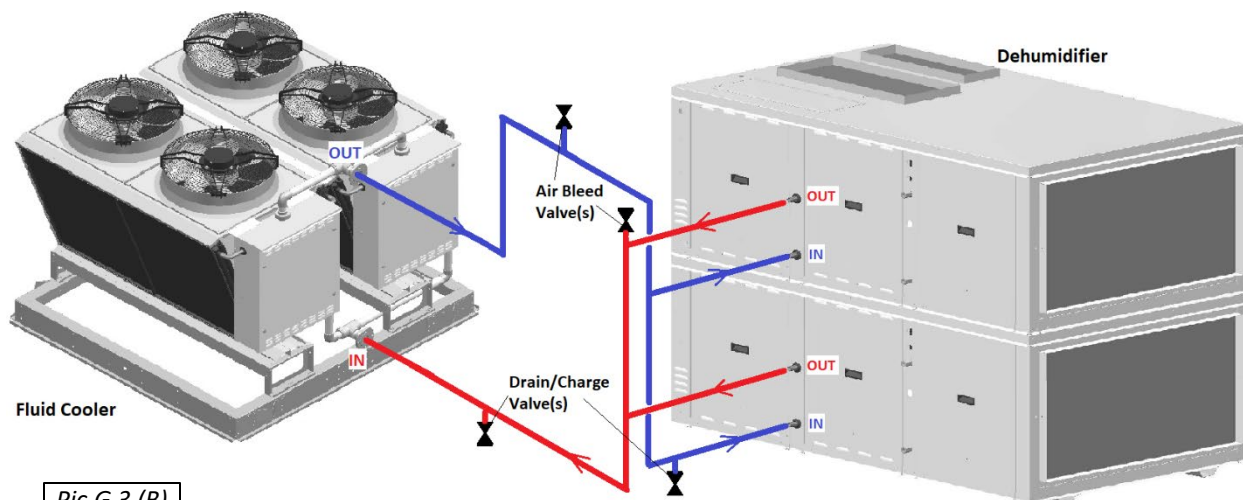 Dehumidifier
OUT
Air Bleed
Valve(s)
OUT
IN
IN
OUT
Drain/Charge
Valve(s)
IN
Fluid Cooler
Pic G.3 (B)